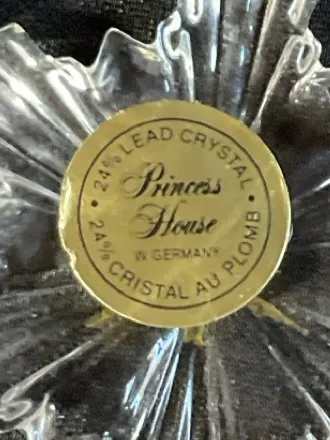 • 24% LEAD CRYSTAL •
Princess
House
IN GERMANY
24% CRISTAL AU PLOMB